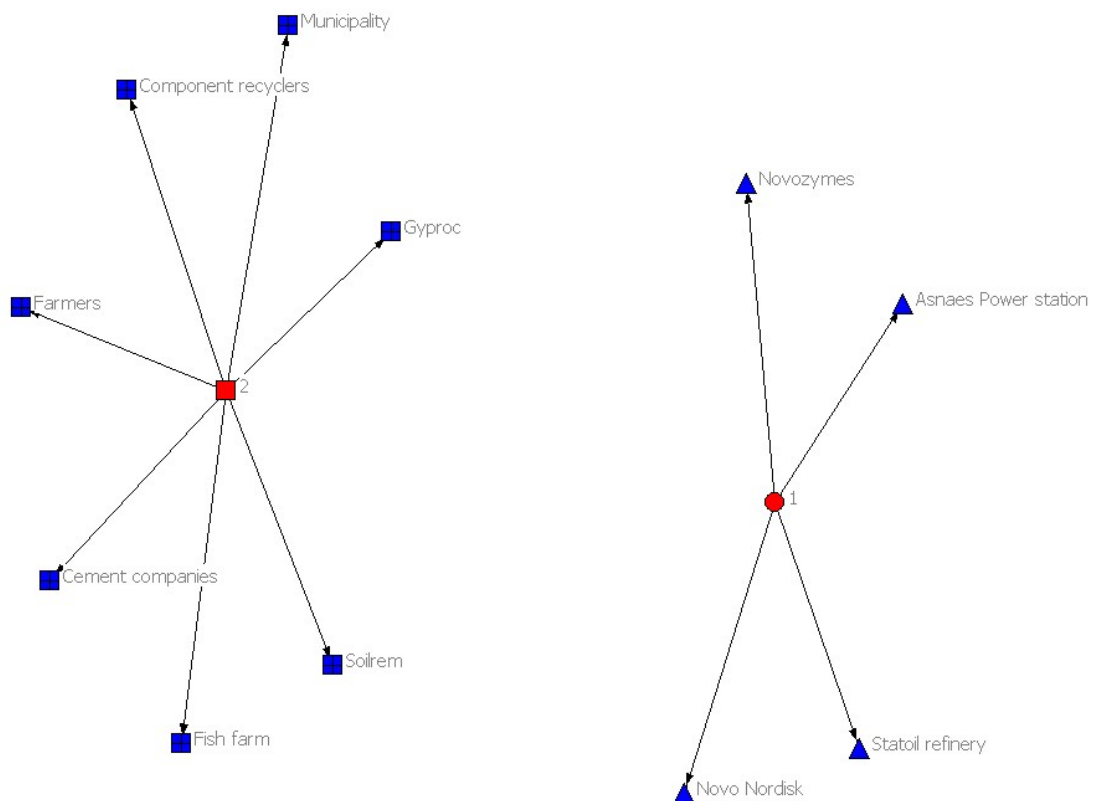 Municipality
Component recyclers
Novozymes
Gyproc
Farmers
Asnaes Power station
2
1
Cement companies
Soilrem
Fish farm
Statoil refinery
Novo Nordisk